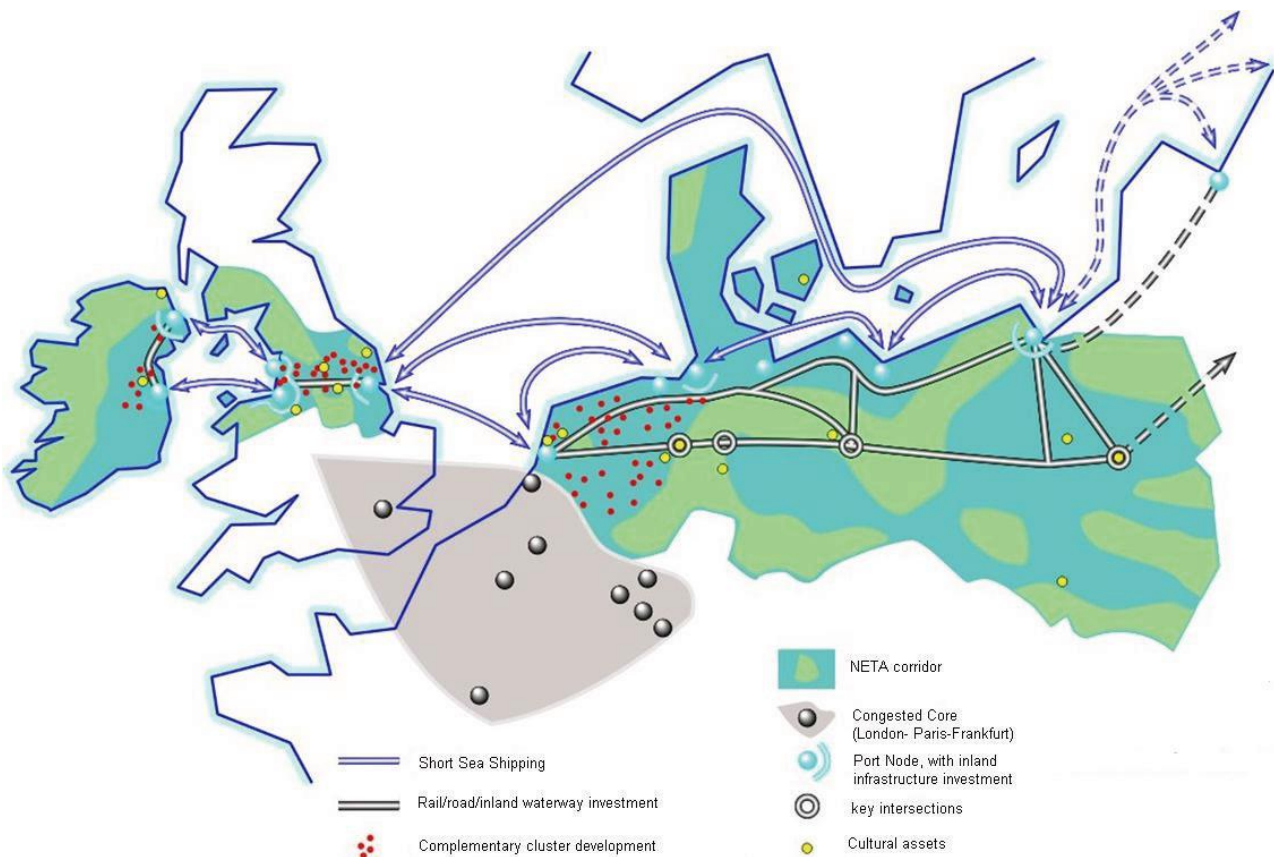 NETA corridor
Congested Core
(London- Paris-Frankfurt)
Short Sea Shipping
Port Node, with inland
infrastructure investment
Rail/road/inland waterway investment
key intersections
Complementary cluster development
Cultural assets